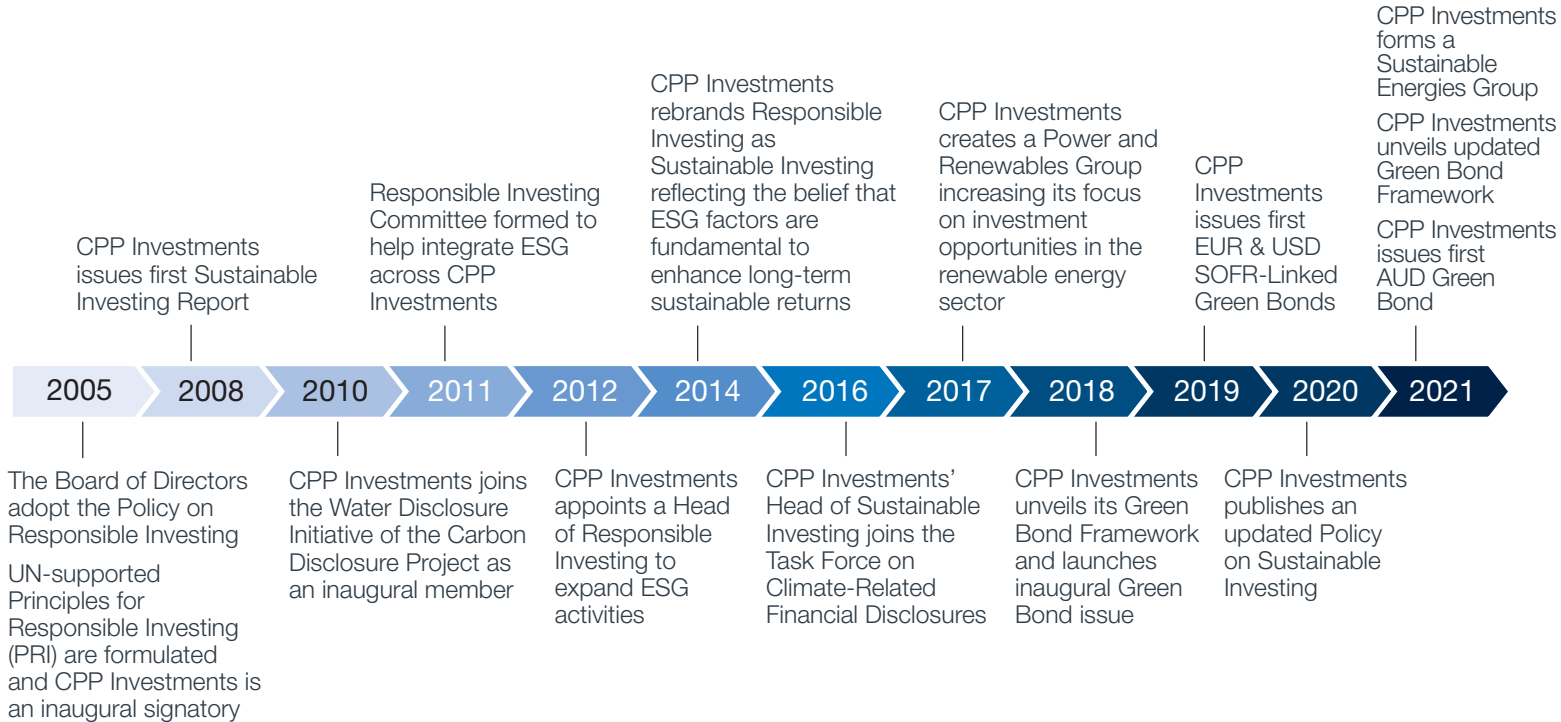 CPP Investments
issues first Sustainable
Investing Report
Responsible Investing
Committee formed to
help integrate ESG
across CPP
Investments
CPP Investments
rebrands Responsible
Investing as
Sustainable Investing
reflecting the belief that
ESG factors are
fundamental to
enhance long-term
sustainable returns
CPP Investments
creates a Power and
Renewables Group
increasing its focus
on investment
opportunities in the
renewable energy
sector
CPP
Investments
issues first
EUR & USD
SOFR-Linked
Green Bonds
CPP Investments
forms a
Sustainable
Energies Group
CPP Investments
unveils updated
Green Bond
Framework
CPP Investments
issues first
AUD Green
Bond
2005
2008
2010
2011
2012
2014
2016
2017
2018
2019
2020
2021
The Board of Directors
adopt the Policy on
Responsible Investing
UN-supported
Principles for
Responsible Investing
(PRI) are formulated
and CPP Investments is
an inaugural signatory
CPP Investments joins
the Water Disclosure
Initiative of the Carbon
Disclosure Project as
an inaugural member
CPP Investments
appoints a Head
of Responsible
Investing to
expand ESG
activities
CPP Investments’
Head of Sustainable
Investing joins the
Task Force on
Climate-Related
Financial Disclosures
CPP Investments
unveils its Green
Bond Framework
and launches
inaugural Green
Bond issue
CPP Investments
publishes an
updated Policy
on Sustainable
Investing